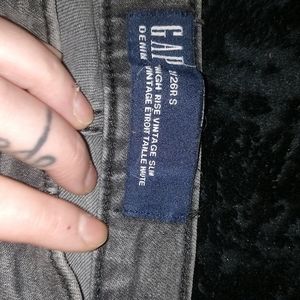 GAP
DENIM
26R S
HIGH RISE VINTAGE SLIM
VINTAGE ÉTROIT TAILLE HAUTE